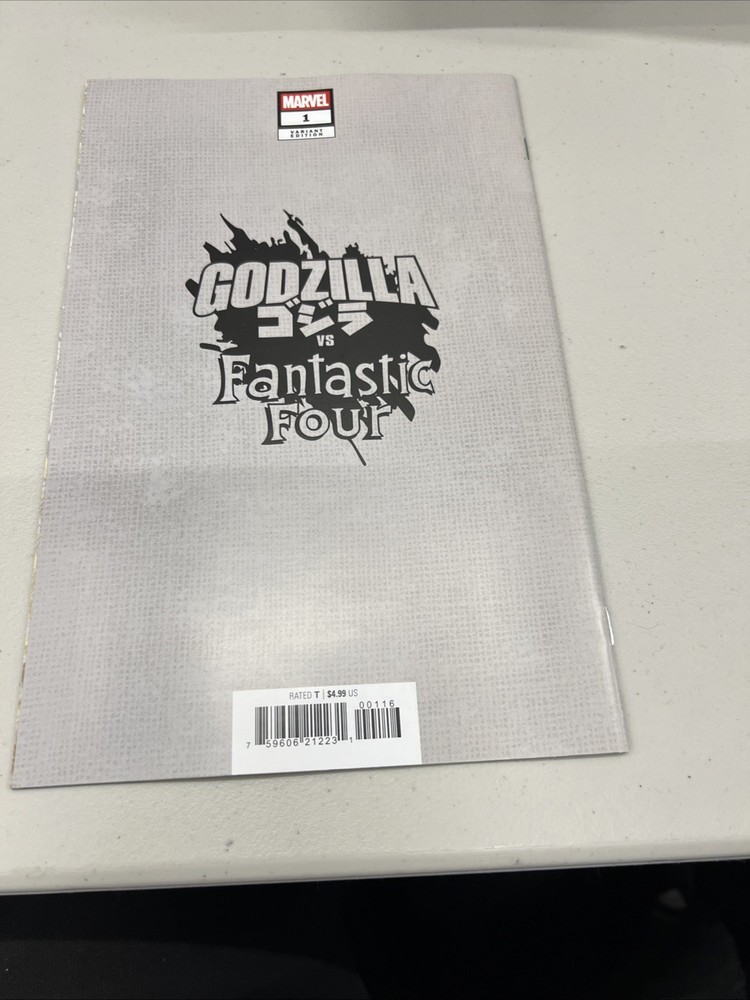 MARVEL
1
VARIANT
EDITION
GODZILLA
ゴジラ
VS
Fantastic
Four
RATED T | $4.99 US
00116
7 59606 21223 1